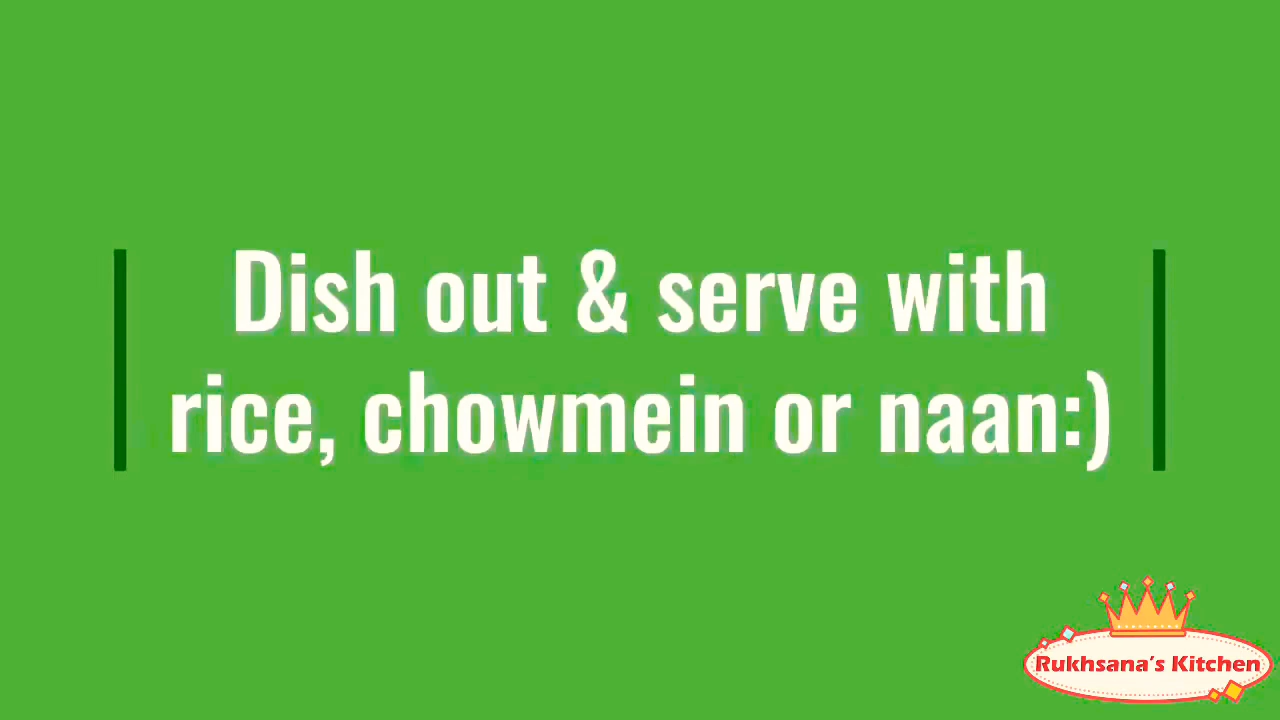 Dish out & serve with
rice, chowmein or naan:)
Rukhsana's Kitchen